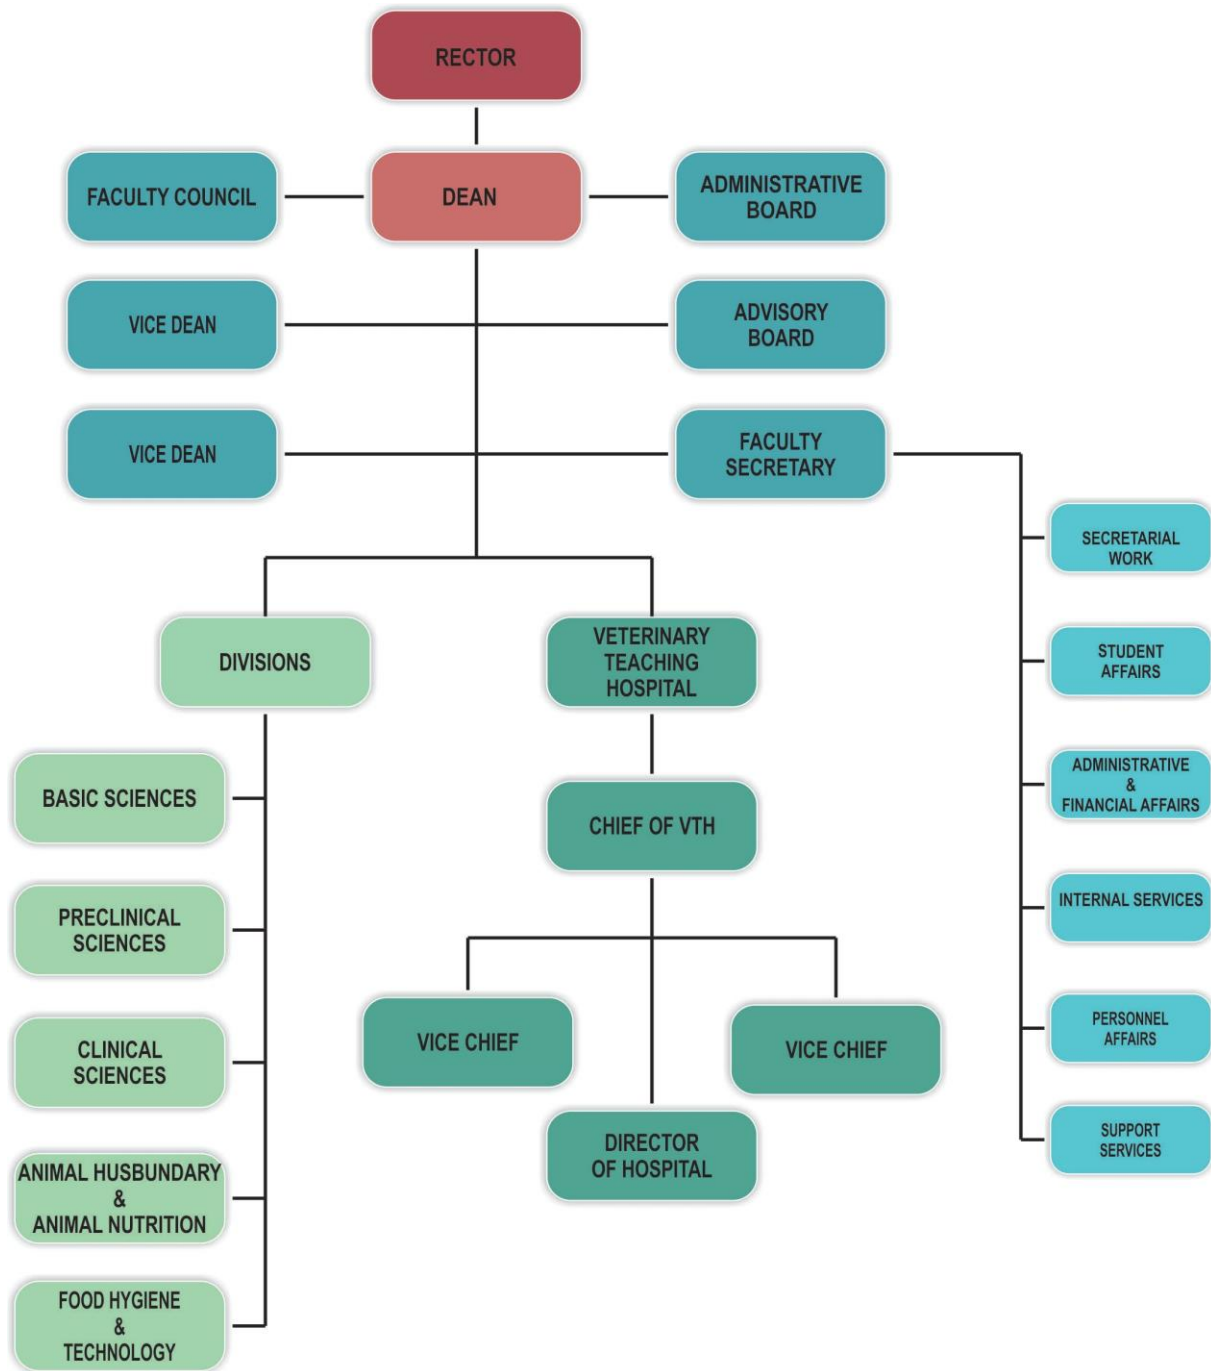 RECTOR
FACULTY COUNCIL
DEAN
ADMINISTRATIVE
BOARD
VICE DEAN
ADVISORY
BOARD
VICE DEAN
FACULTY
SECRETARY
SECRETARIAL
WORK
STUDENT
AFFAIRS
ADMINISTRATIVE
&
FINANCIAL AFFAIRS
INTERNAL SERVICES
PERSONNEL
AFFAIRS
SUPPORT
SERVICES
DIVISIONS
VETERINARY
TEACHING
HOSPITAL
BASIC SCIENCES
PRECLINICAL
SCIENCES
CLINICAL
SCIENCES
ANIMAL HUSBUNDARY
&
ANIMAL NUTRITION
FOOD HYGIENE
&
TECHNOLOGY
CHIEF OF VTH
VICE CHIEF
VICE CHIEF
DIRECTOR
OF HOSPITAL